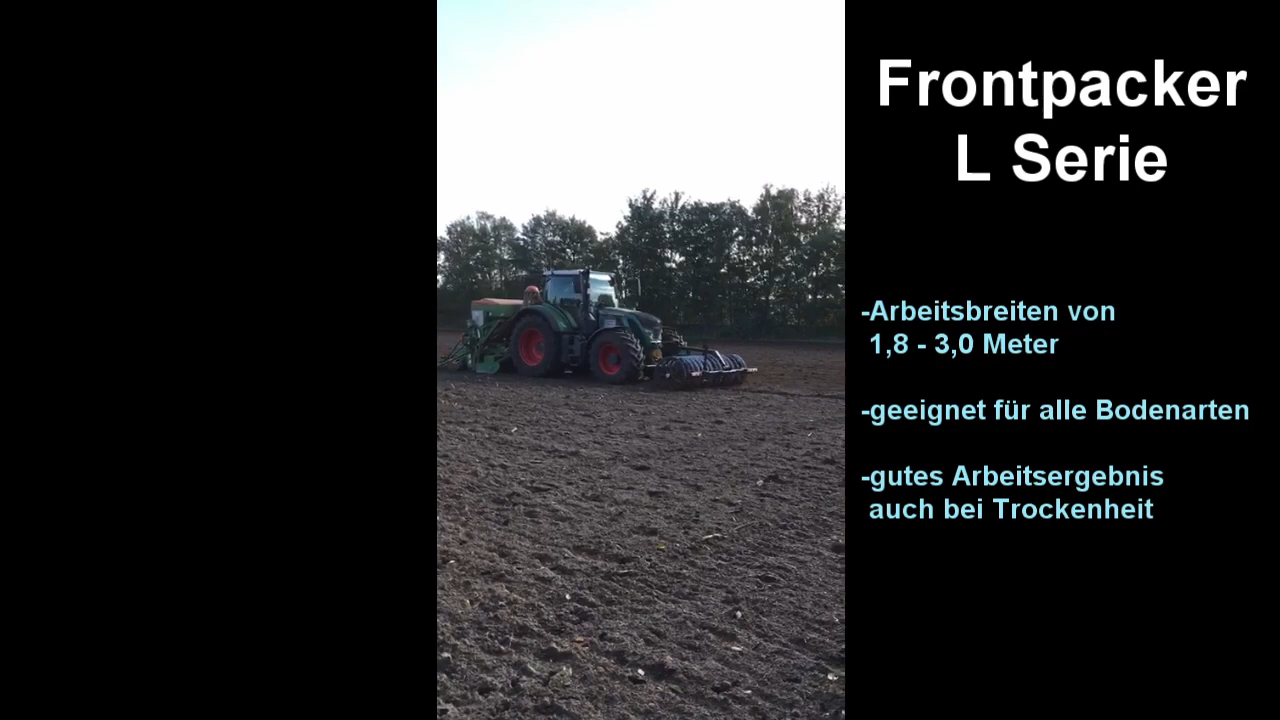 Frontpacker
L Serie
-Arbeitsbreiten von
1,8 - 3,0 Meter
-geeignet für alle Bodenarten
-gutes Arbeitsergebnis
auch bei Trockenheit